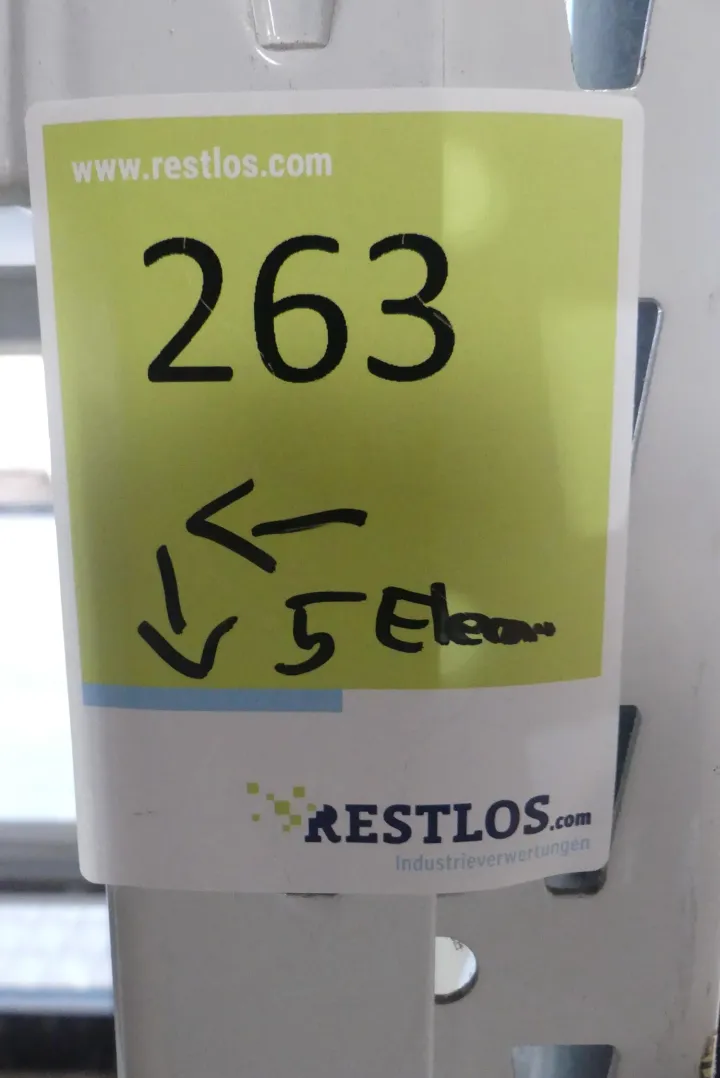 www.restlos.com
263
5
RESTLOS.com
Industrieverwertungen